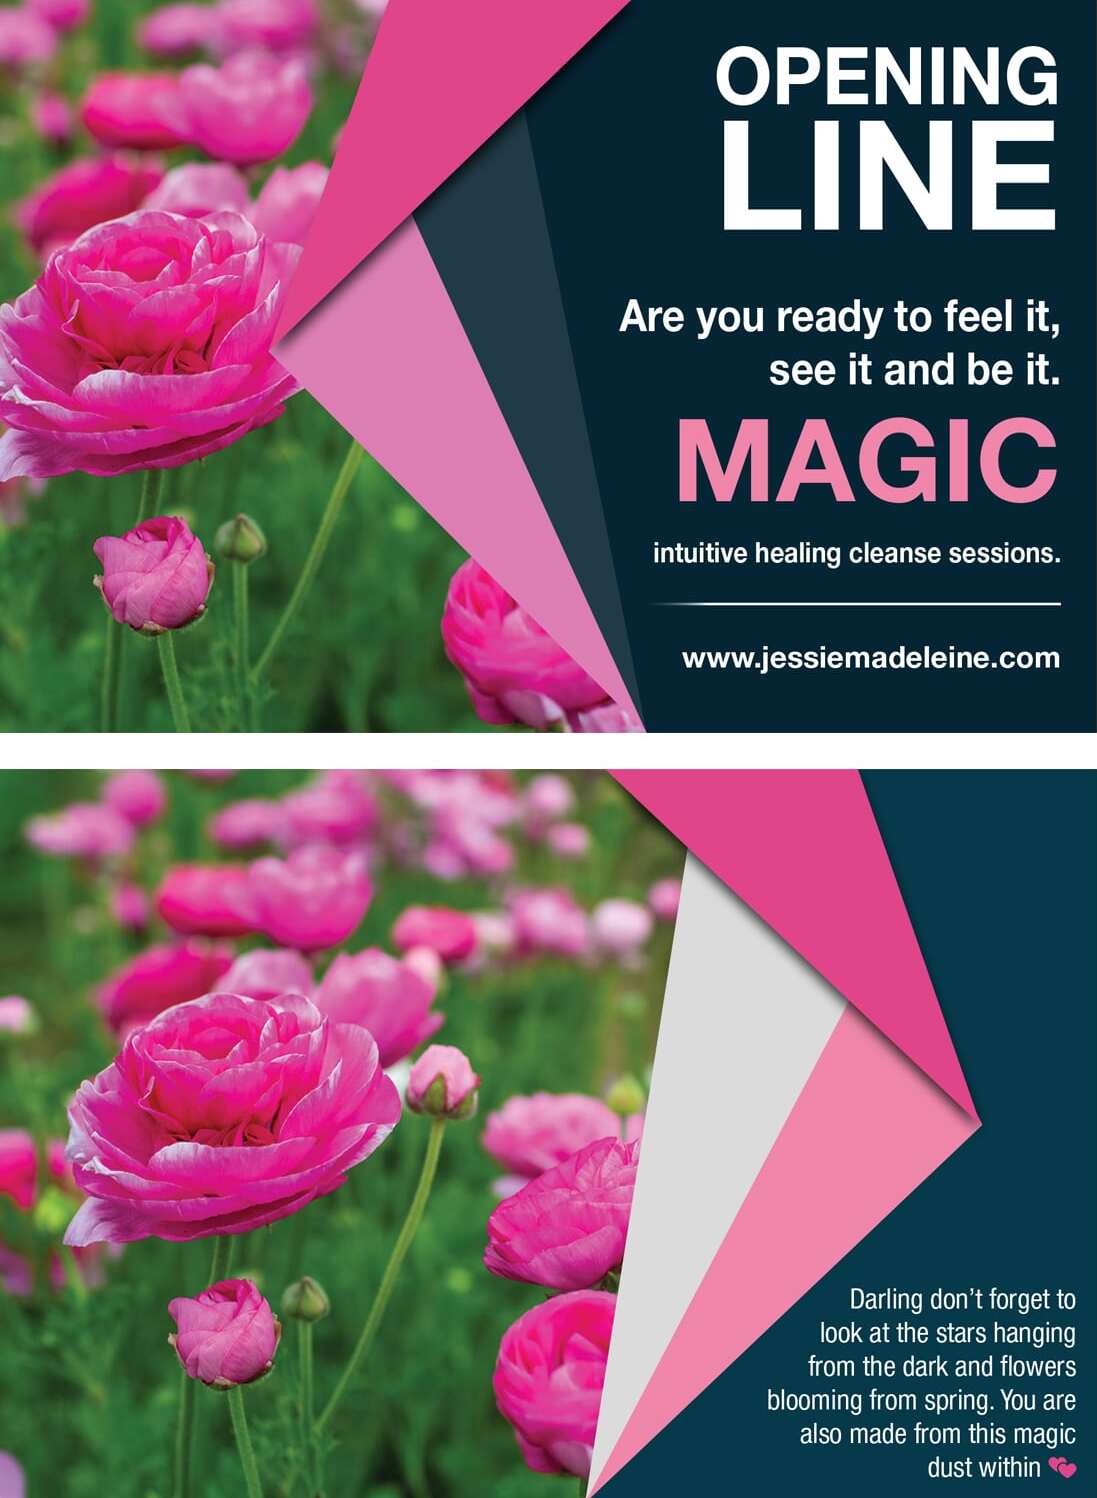 OPENING
LINE
Are you ready to feel it,
see it and be it.
MAGIC
intuitive healing cleanse sessions.
www.jessiemadeleine.com
Darling don’t forget to
look at the stars hanging
from the dark and flowers
blooming from spring. You are
also made from this magic
dust within